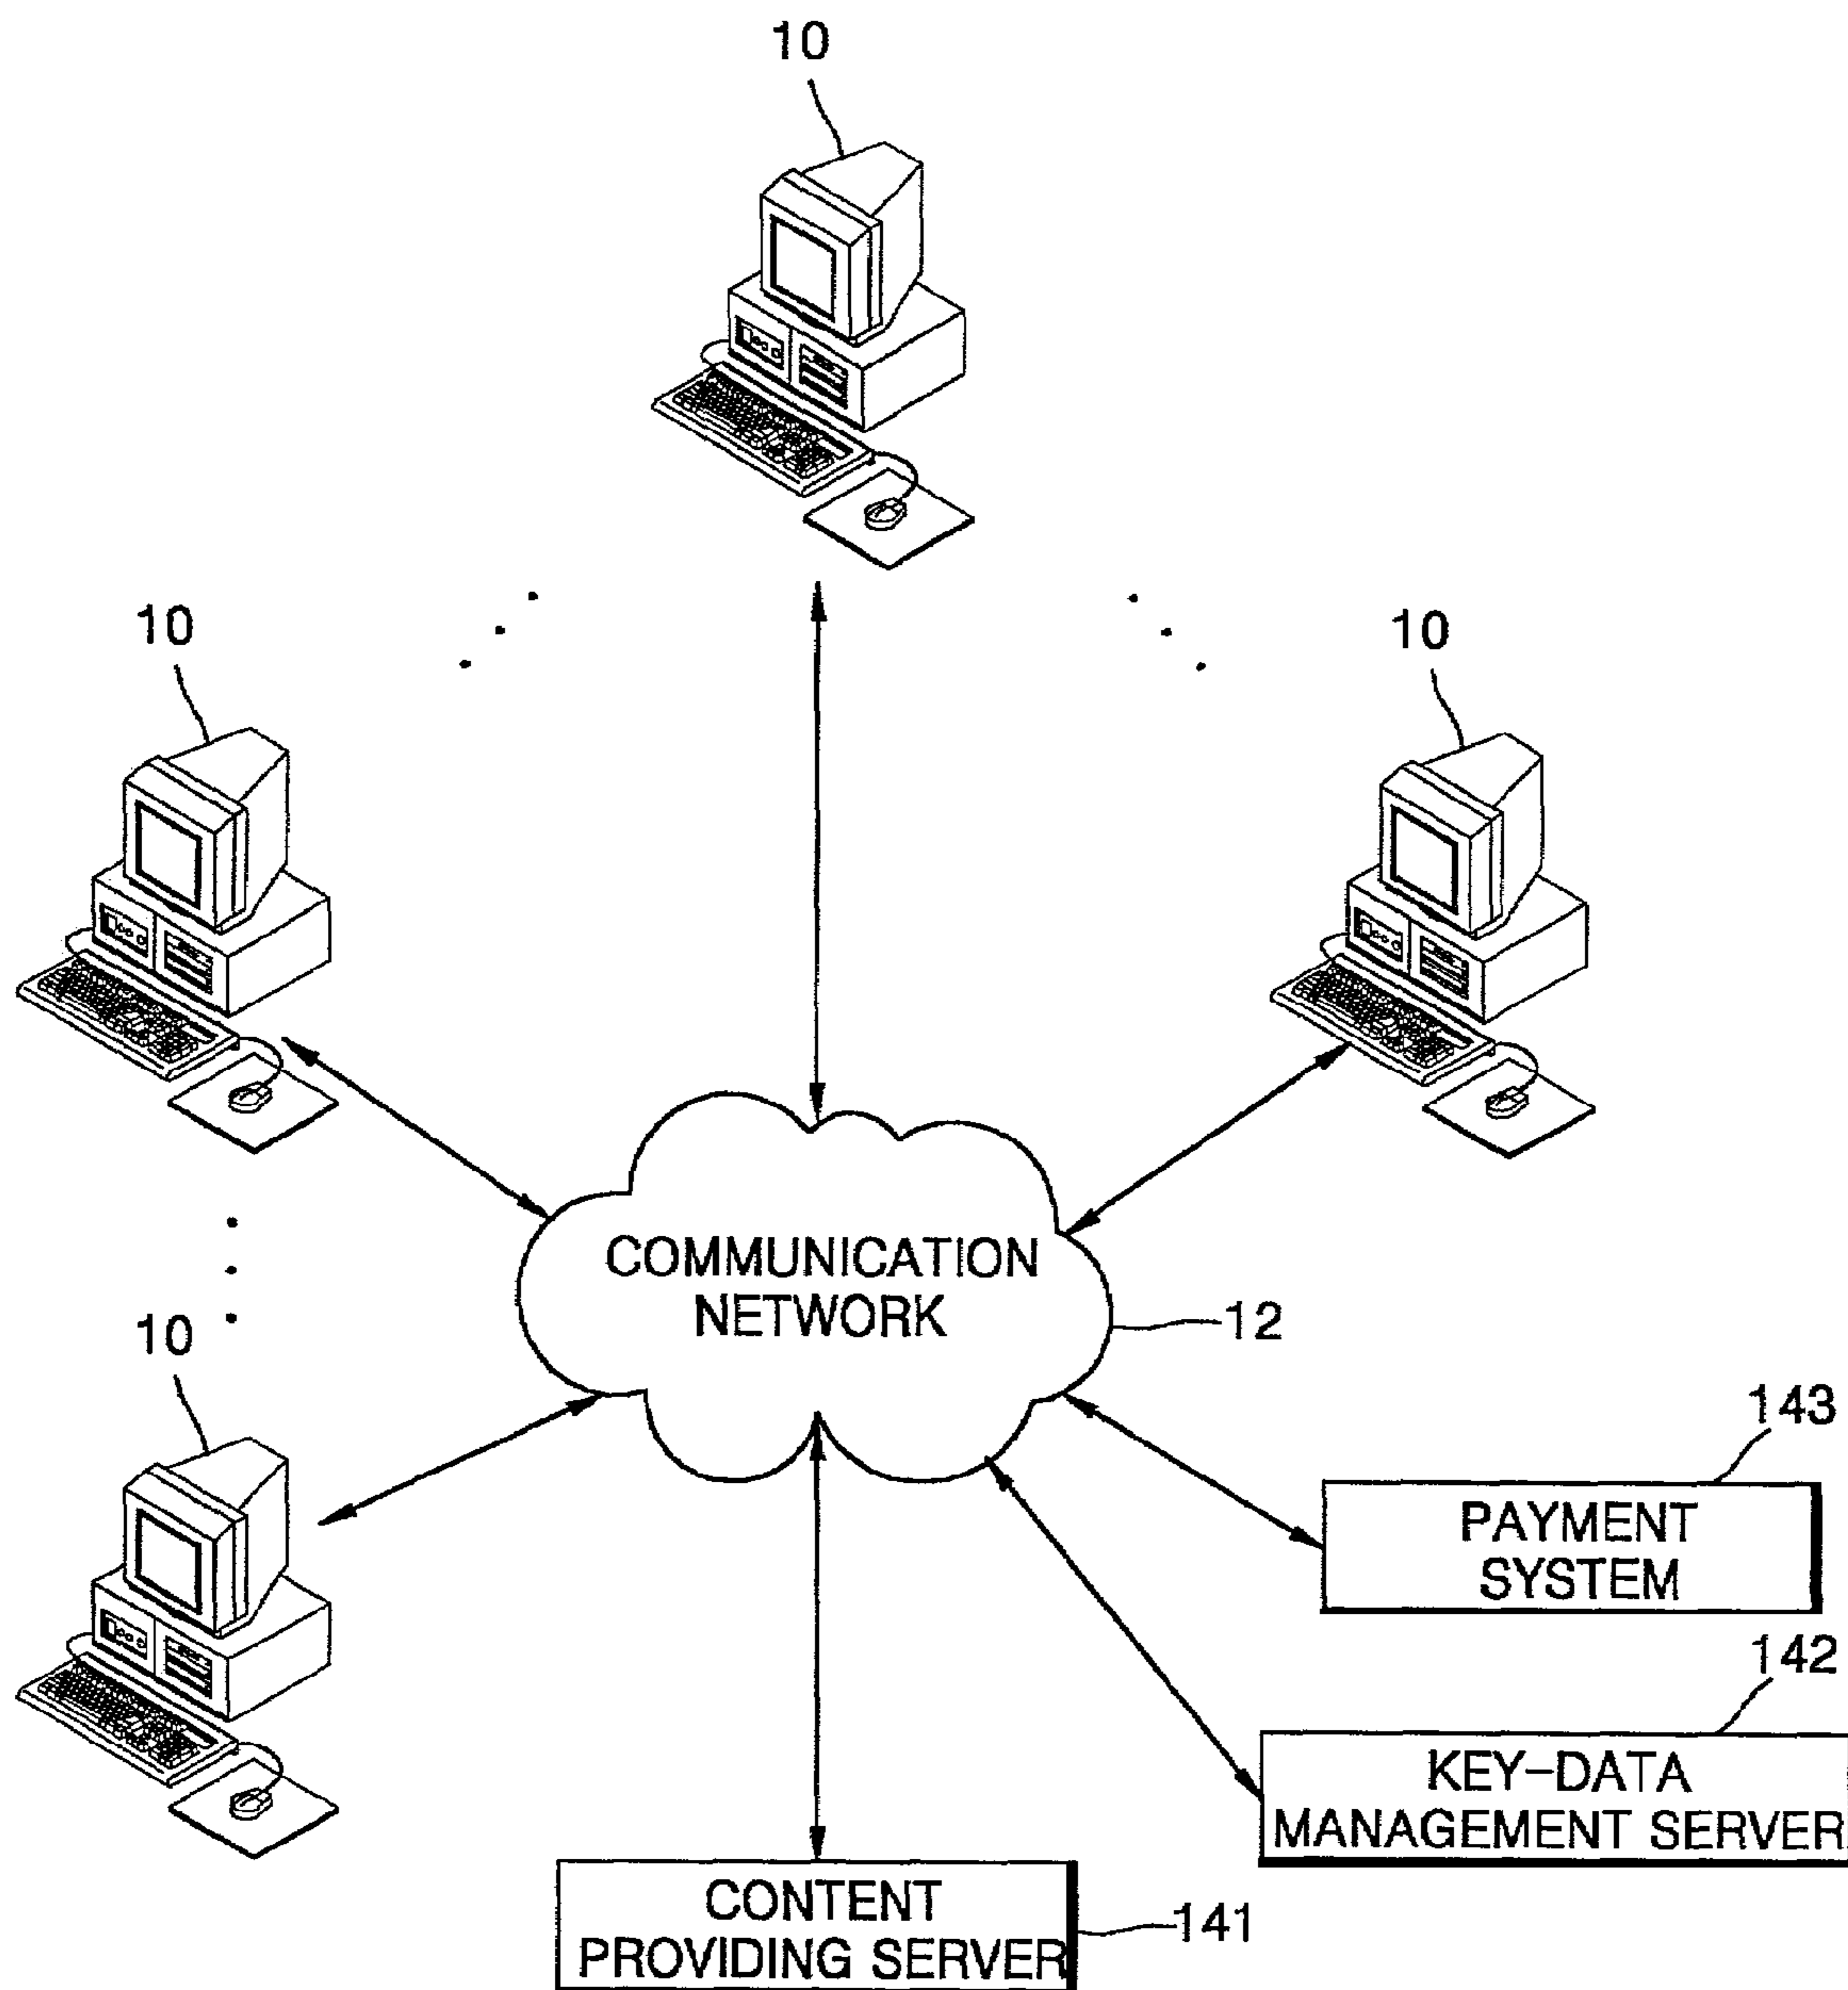 10
10
10
COMMUNICATION
NETWORK
12
10
143
PAYMENT
SYSTEM
142
KEY-DATA
MANAGEMENT SERVER
CONTENT
PROVIDING SERVER
141